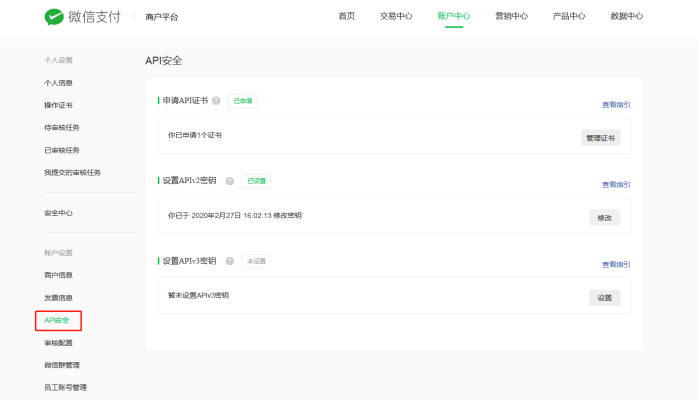 微信支付 商户平台 首页 交易中心 账户中心 营销中心 产品中心 数据中心
个人设置
个人信息
操作证书
待审核任务
已审核任务
我提交的审核任务
安全中心
账户设置
商户信息
发票信息
API安全
审核配置
微信群管理
员工账号管理
API安全
申请API证书 ? 已申请 查看指引
你已申请1个证书 管理证书
设置APIv2密钥 ? 已设置 查看指引
你已于 2020年2月27日 16:02:13 修改密钥 修改
设置APIv3密钥 ? 未设置 查看指引
暂未设置APIv3密钥 设置